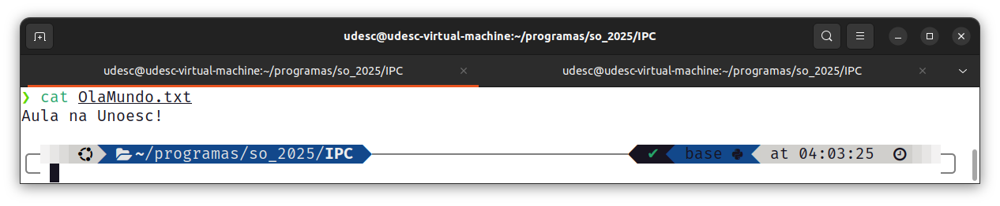 udesc@udesc-virtual-machine:~/programas/so_2025/IPC
udesc@udesc-virtual-machine:~/programas/so_2025/IPC × udesc@udesc-virtual-machine:~/programas/so_2025/IPC ×
❯ cat OlaMundo.txt
Aula na Unoesc!
~/programas/so_2025/IPC ✔ base at 04:03:25